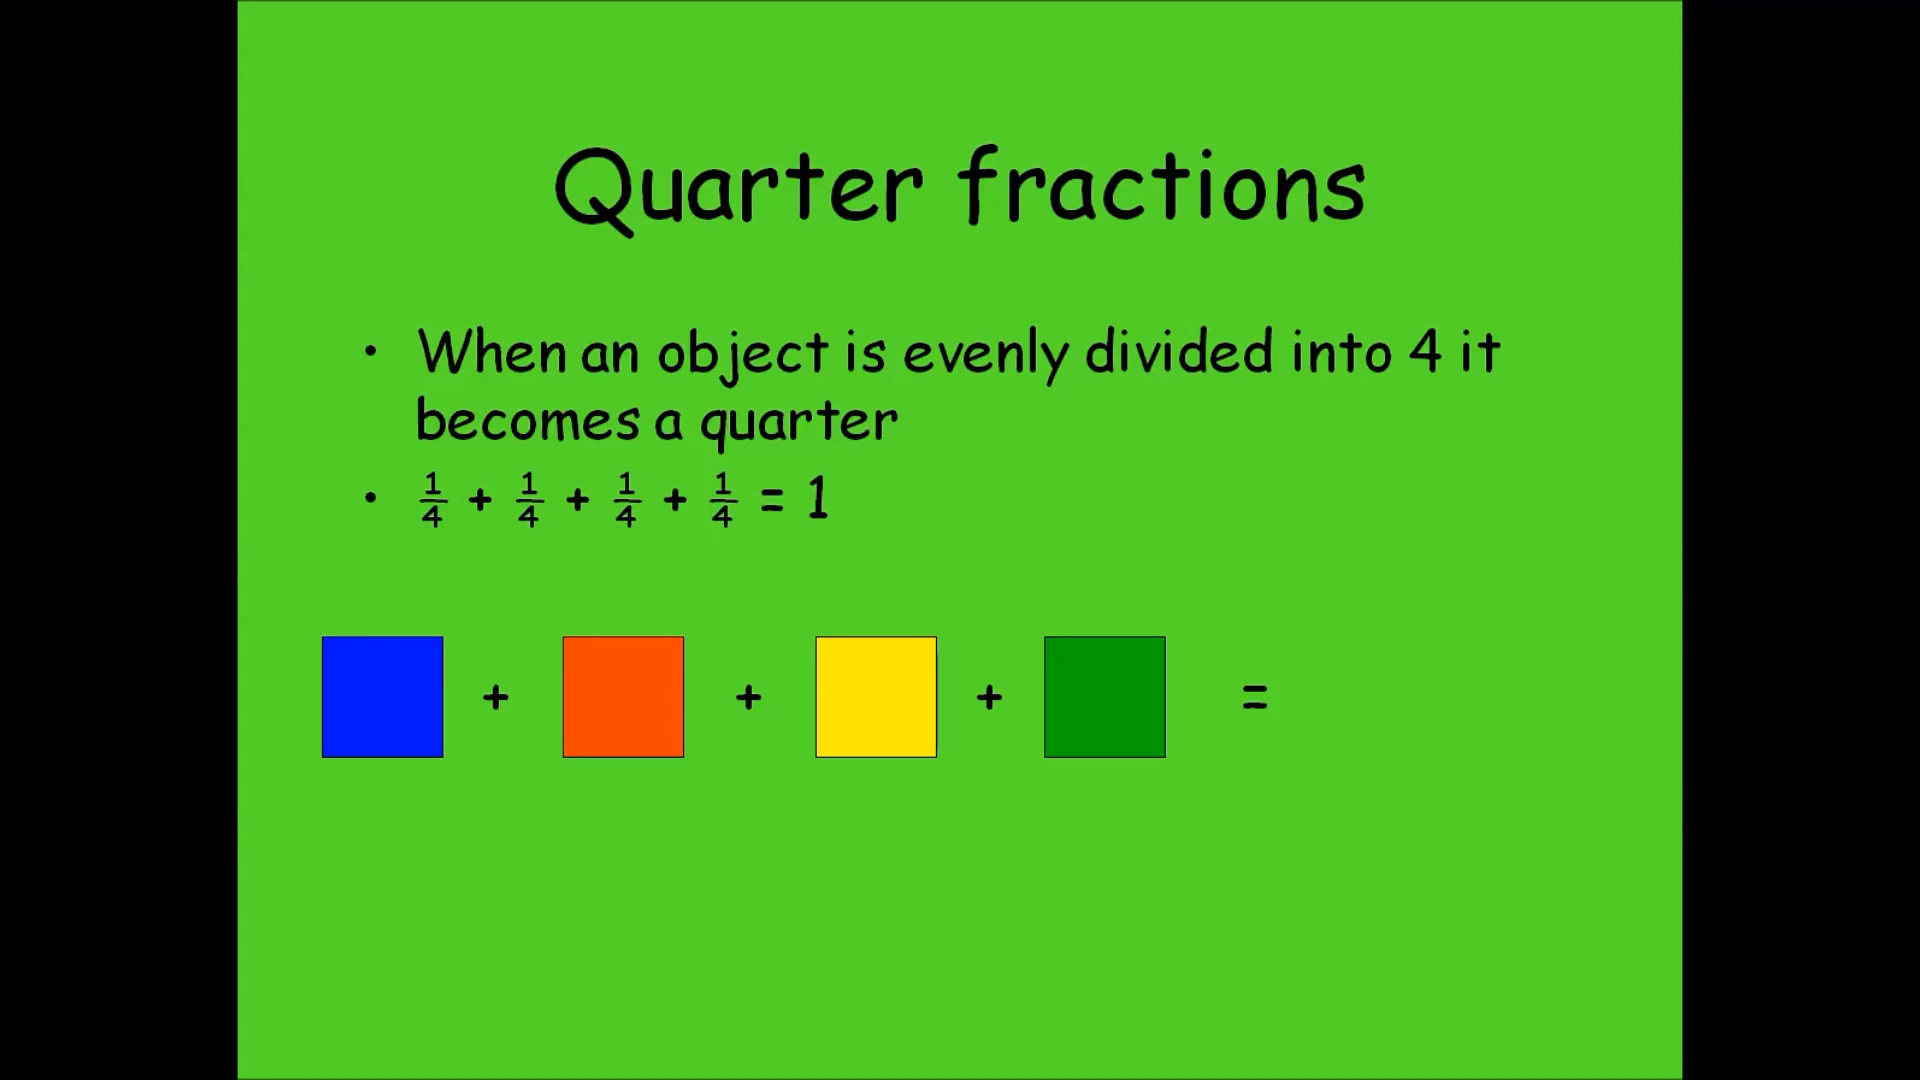 Quarter fractions
• When an object is evenly divided into 4 it
becomes a quarter
• ¼ + ¼ + ¼ + ¼ = 1
+ + + =